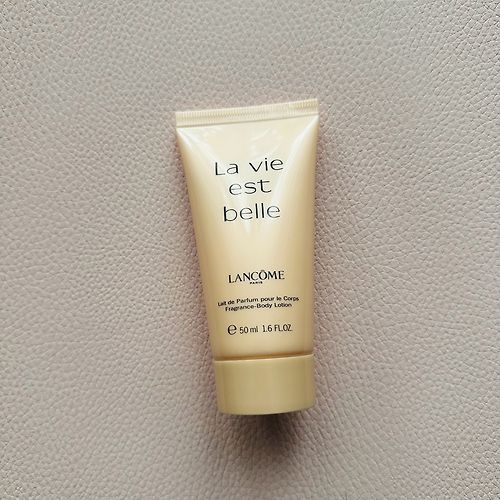 La vie
est
belle
LANCÔME
PARIS
Lait de Parfum pour le Corps
Fragrance-Body Lotion
℮ 50 ml 1.6 FL.OZ.